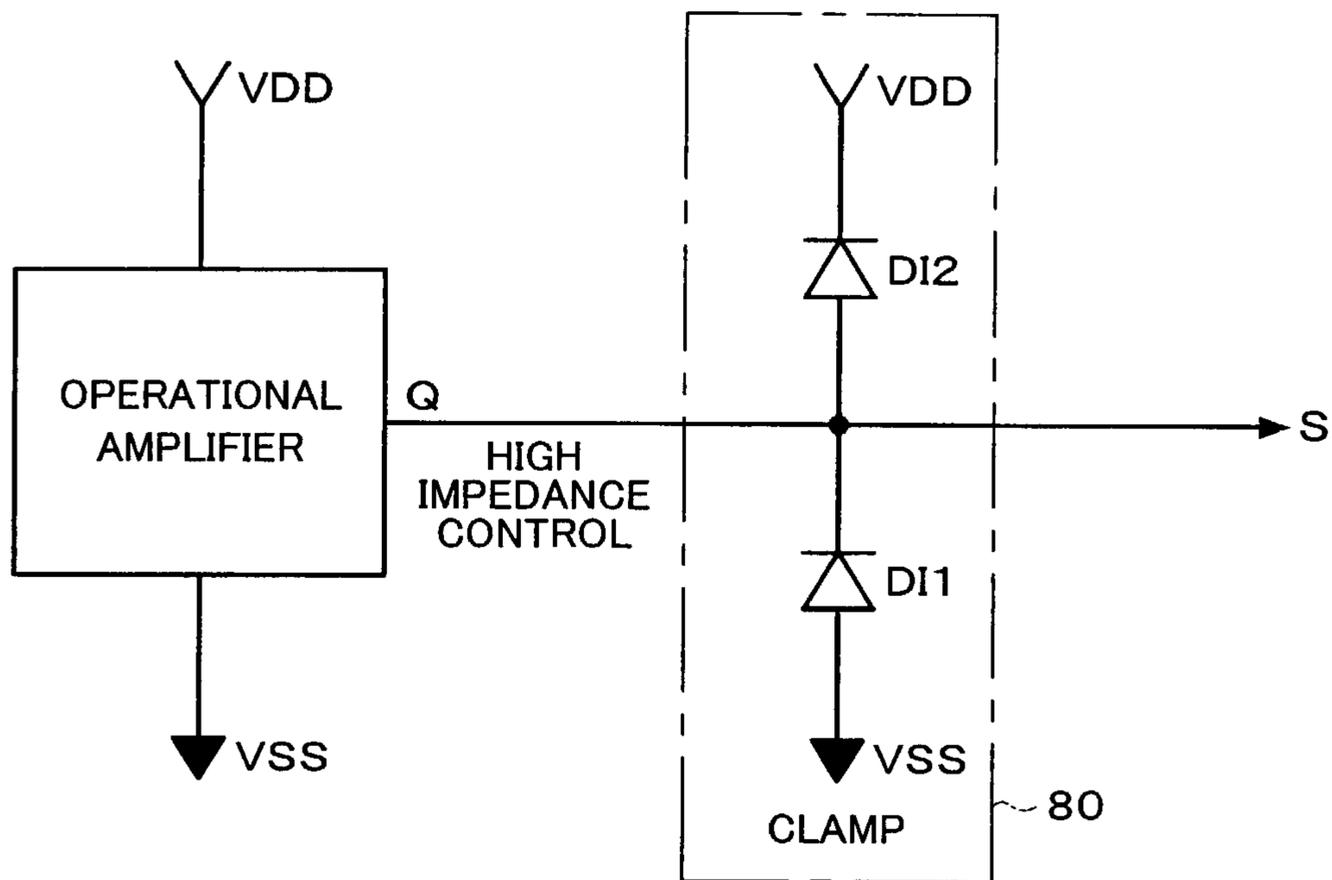 VDD
VDD
DI2
OPERATIONAL
AMPLIFIER
Q
S
HIGH
IMPEDANCE
CONTROL
DI1
VSS
VSS
80
CLAMP